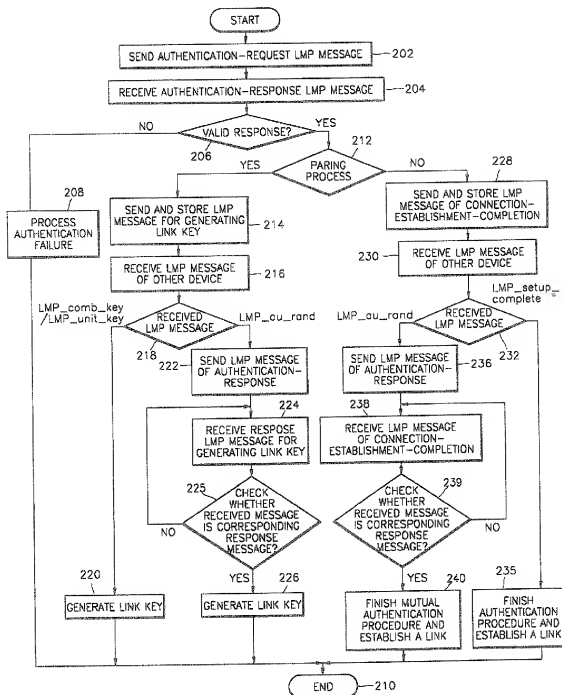 START
SEND AUTHENTICATION-REQUEST LMP MESSAGE
202
RECEIVE AUTHENTICATION-RESPONSE LMP MESSAGE
204
NO
VALID RESPONSE?
YES
206
212
YES
PARING
PROCESS
NO
228
208
PROCESS
AUTHENTICATION
FAILURE
SEND AND STORE LMP
MESSAGE FOR GENERATING
LINK KEY
214
SEND AND STORE LMP
MESSAGE OF CONNECTION-
ESTABLISHMENT-COMPLETION
RECEIVE LMP MESSAGE
OF OTHER DEVICE
216
230
RECEIVE LMP MESSAGE
OF OTHER DEVICE
LMP_comb_key
/LMP_unit_key
RECEIVED
LMP MESSAGE
218
LMP_au_rand
LMP_au_rand
RECEIVED
LMP MESSAGE
LMP_setup_
complete
232
222
SEND LMP MESSAGE
OF AUTHENTICATION-
RESPONSE
SEND LMP MESSAGE
OF AUTHENTICATION-
RESPONSE
236
224
RECEIVE RESPOSE
LMP MESSAGE FOR
GENERATING LINK KEY
238
RECEIVE LMP MESSAGE
OF CONNECTION-
ESTABLISHMENT-COMPLETION
225
CHECK
WHETHER
RECEIVED MESSAGE
IS CORRESPONDING
RESPONSE
MESSAGE?
NO
YES
239
CHECK
WHETHER
RECEIVED MESSAGE
IS CORRESPONDING
RESPONSE
MESSAGE?
NO
YES
220
GENERATE LINK KEY
226
GENERATE LINK KEY
240
FINISH MUTUAL
AUTHENTICATION
PROCEDURE AND
ESTABLISH A LINK
235
FINISH
AUTHENTICATION
PROCEDURE AND
ESTABLISH A LINK
END
210